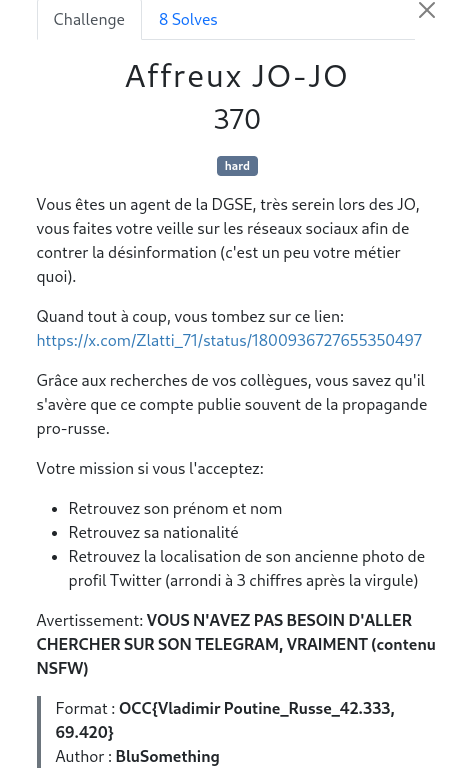 Challenge
8 Solves
Affreux JO-JO
370
hard
Vous êtes un agent de la DGSE, très serein lors des JO,
vous faites votre veille sur les réseaux sociaux afin de
contrer la désinformation (c'est un peu votre métier
quoi).
Quand tout à coup, vous tombez sur ce lien:
https://x.com/Zlatti_71/status/1800936727655350497
Grâce aux recherches de vos collègues, vous savez qu'il
s'avère que ce compte publie souvent de la propagande
pro-russe.
Votre mission si vous l'acceptez:
• Retrouvez son prénom et nom
• Retrouvez sa nationalité
• Retrouvez la localisation de son ancienne photo de
profil Twitter (arrondi à 3 chiffres après la virgule)
Avertissement: VOUS N'AVEZ PAS BESOIN D'ALLER
CHERCHER SUR SON TELEGRAM, VRAIMENT (contenu
NSFW)
Format : OCC{Vladimir Poutine_Russe_42.333,
69.420}
Author : BluSomething